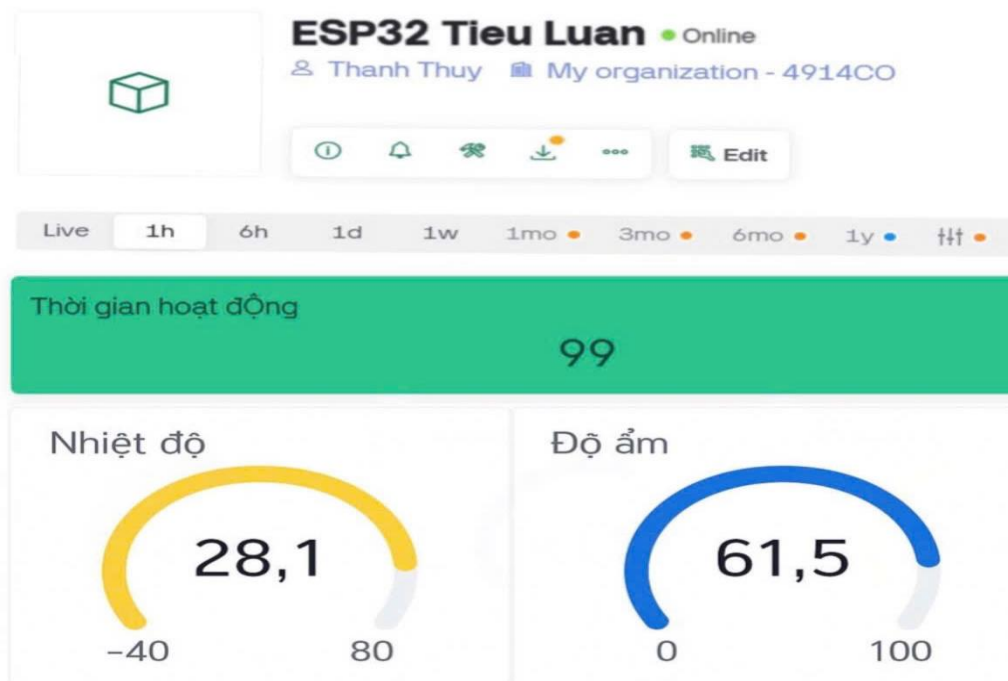 ESP32 Tieu Luan Online
Thanh Thuy My organization - 4914CO
Edit
Live 1h 6h 1d 1w 1mo 3mo 6mo 1y
Thời gian hoạt đỘng
99
Nhiệt độ
28,1
-40 80
Độ ẩm
61,5
0 100